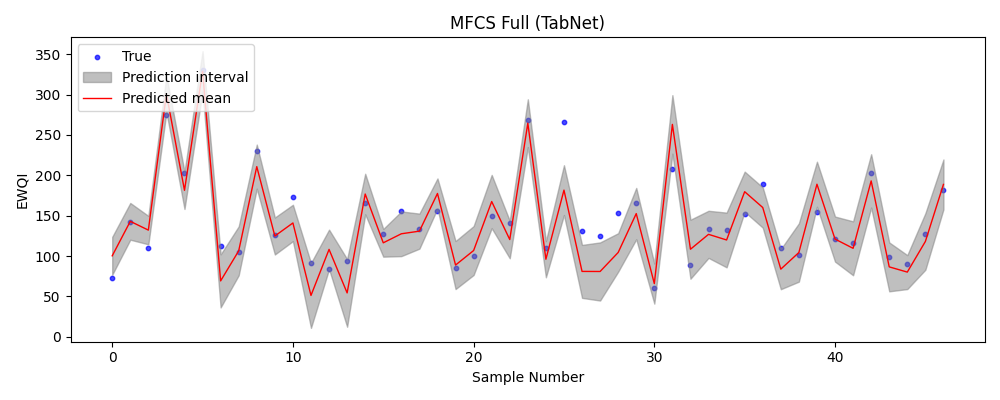 MFCS Full (TabNet)
True
Prediction interval
Predicted mean
EWQI
350
300
250
200
150
100
50
0
0 10 20 30 40
Sample Number